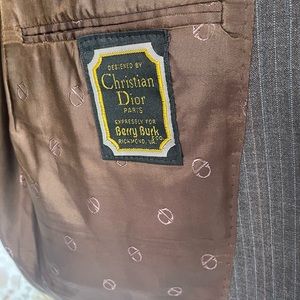 DESIGNED BY
Christian
Dior
PARIS
EXPRESSLY FOR
Berry Burk
RICHMOND, VA